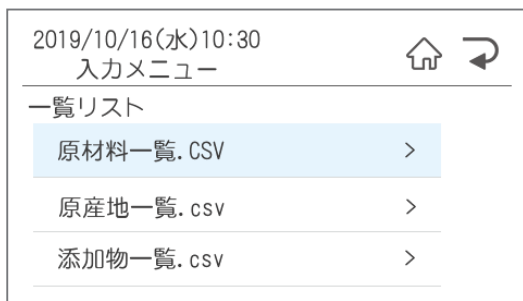 2019/10/16(水)10:30
入力メニュー
一覧リスト
原材料一覧.CSV
>
原産地一覧.csv
>
添加物一覧.csv
>